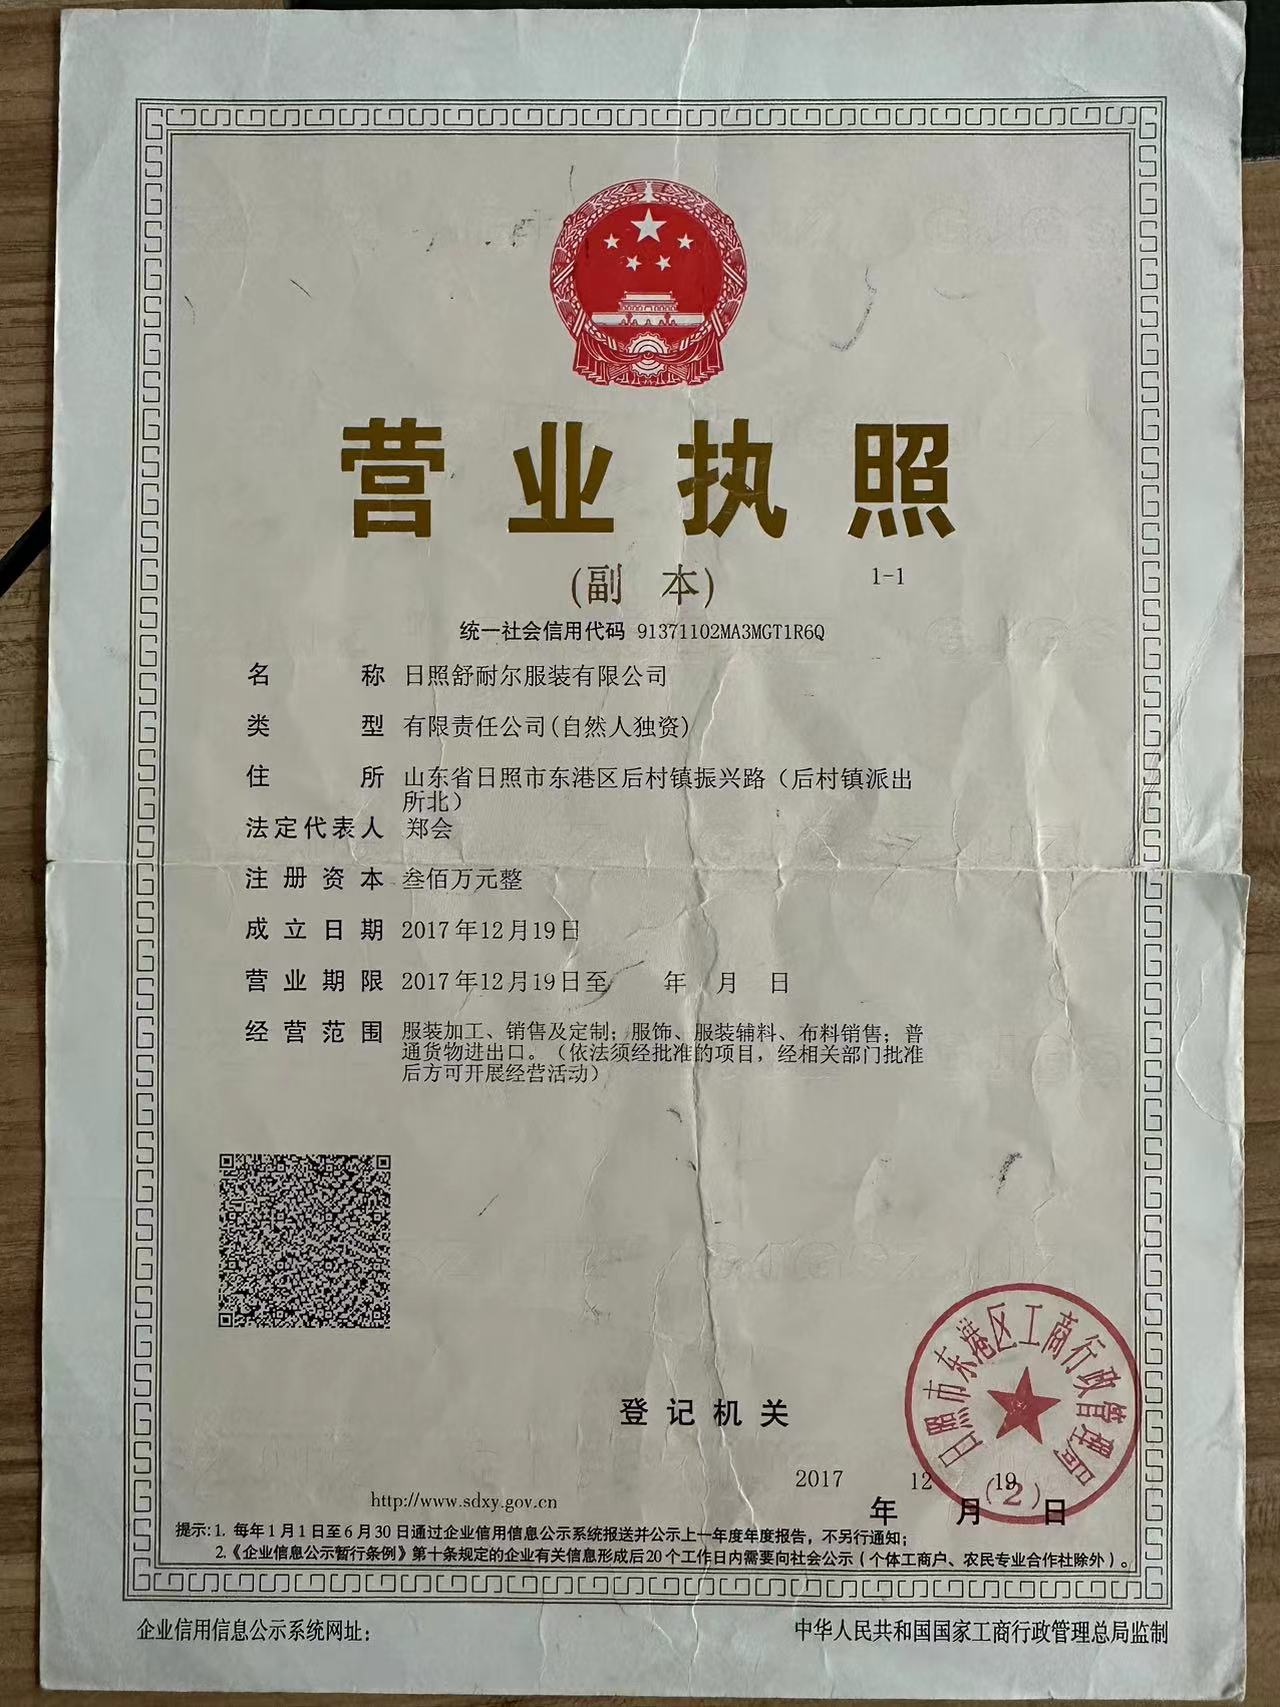 营业执照
(副 本)
1-1
统一社会信用代码 91371102MA3MGT1R6Q
名 称 日照舒耐尔服装有限公司
类 型 有限责任公司(自然人独资)
住 所 山东省日照市东港区后村镇振兴路（后村镇派出
所北）
法定代表人 郑会
注册资本 叁佰万元整
成立日期 2017年12月19日
营业期限 2017年12月19日至 年 月 日
经营范围 服装加工、销售及定制；服饰、服装辅料、布料销售；普
通货物进出口。（依法须经批准的项目，经相关部门批准
后方可开展经营活动）
登记机关
日照市东港区工商行政管理局
(2)
2017 年 12 月 19 日
http://www.sdxy.gov.cn
提示：1. 每年1月1日至6月30日通过企业信用信息公示系统报送并公示上一年度年度报告，不另行通知；
2.《企业信息公示暂行条例》第十条规定的企业有关信息形成后20个工作日内需要向社会公示（个体工商户、农民专业合作社除外）。
企业信用信息公示系统网址：
中华人民共和国国家工商行政管理总局监制